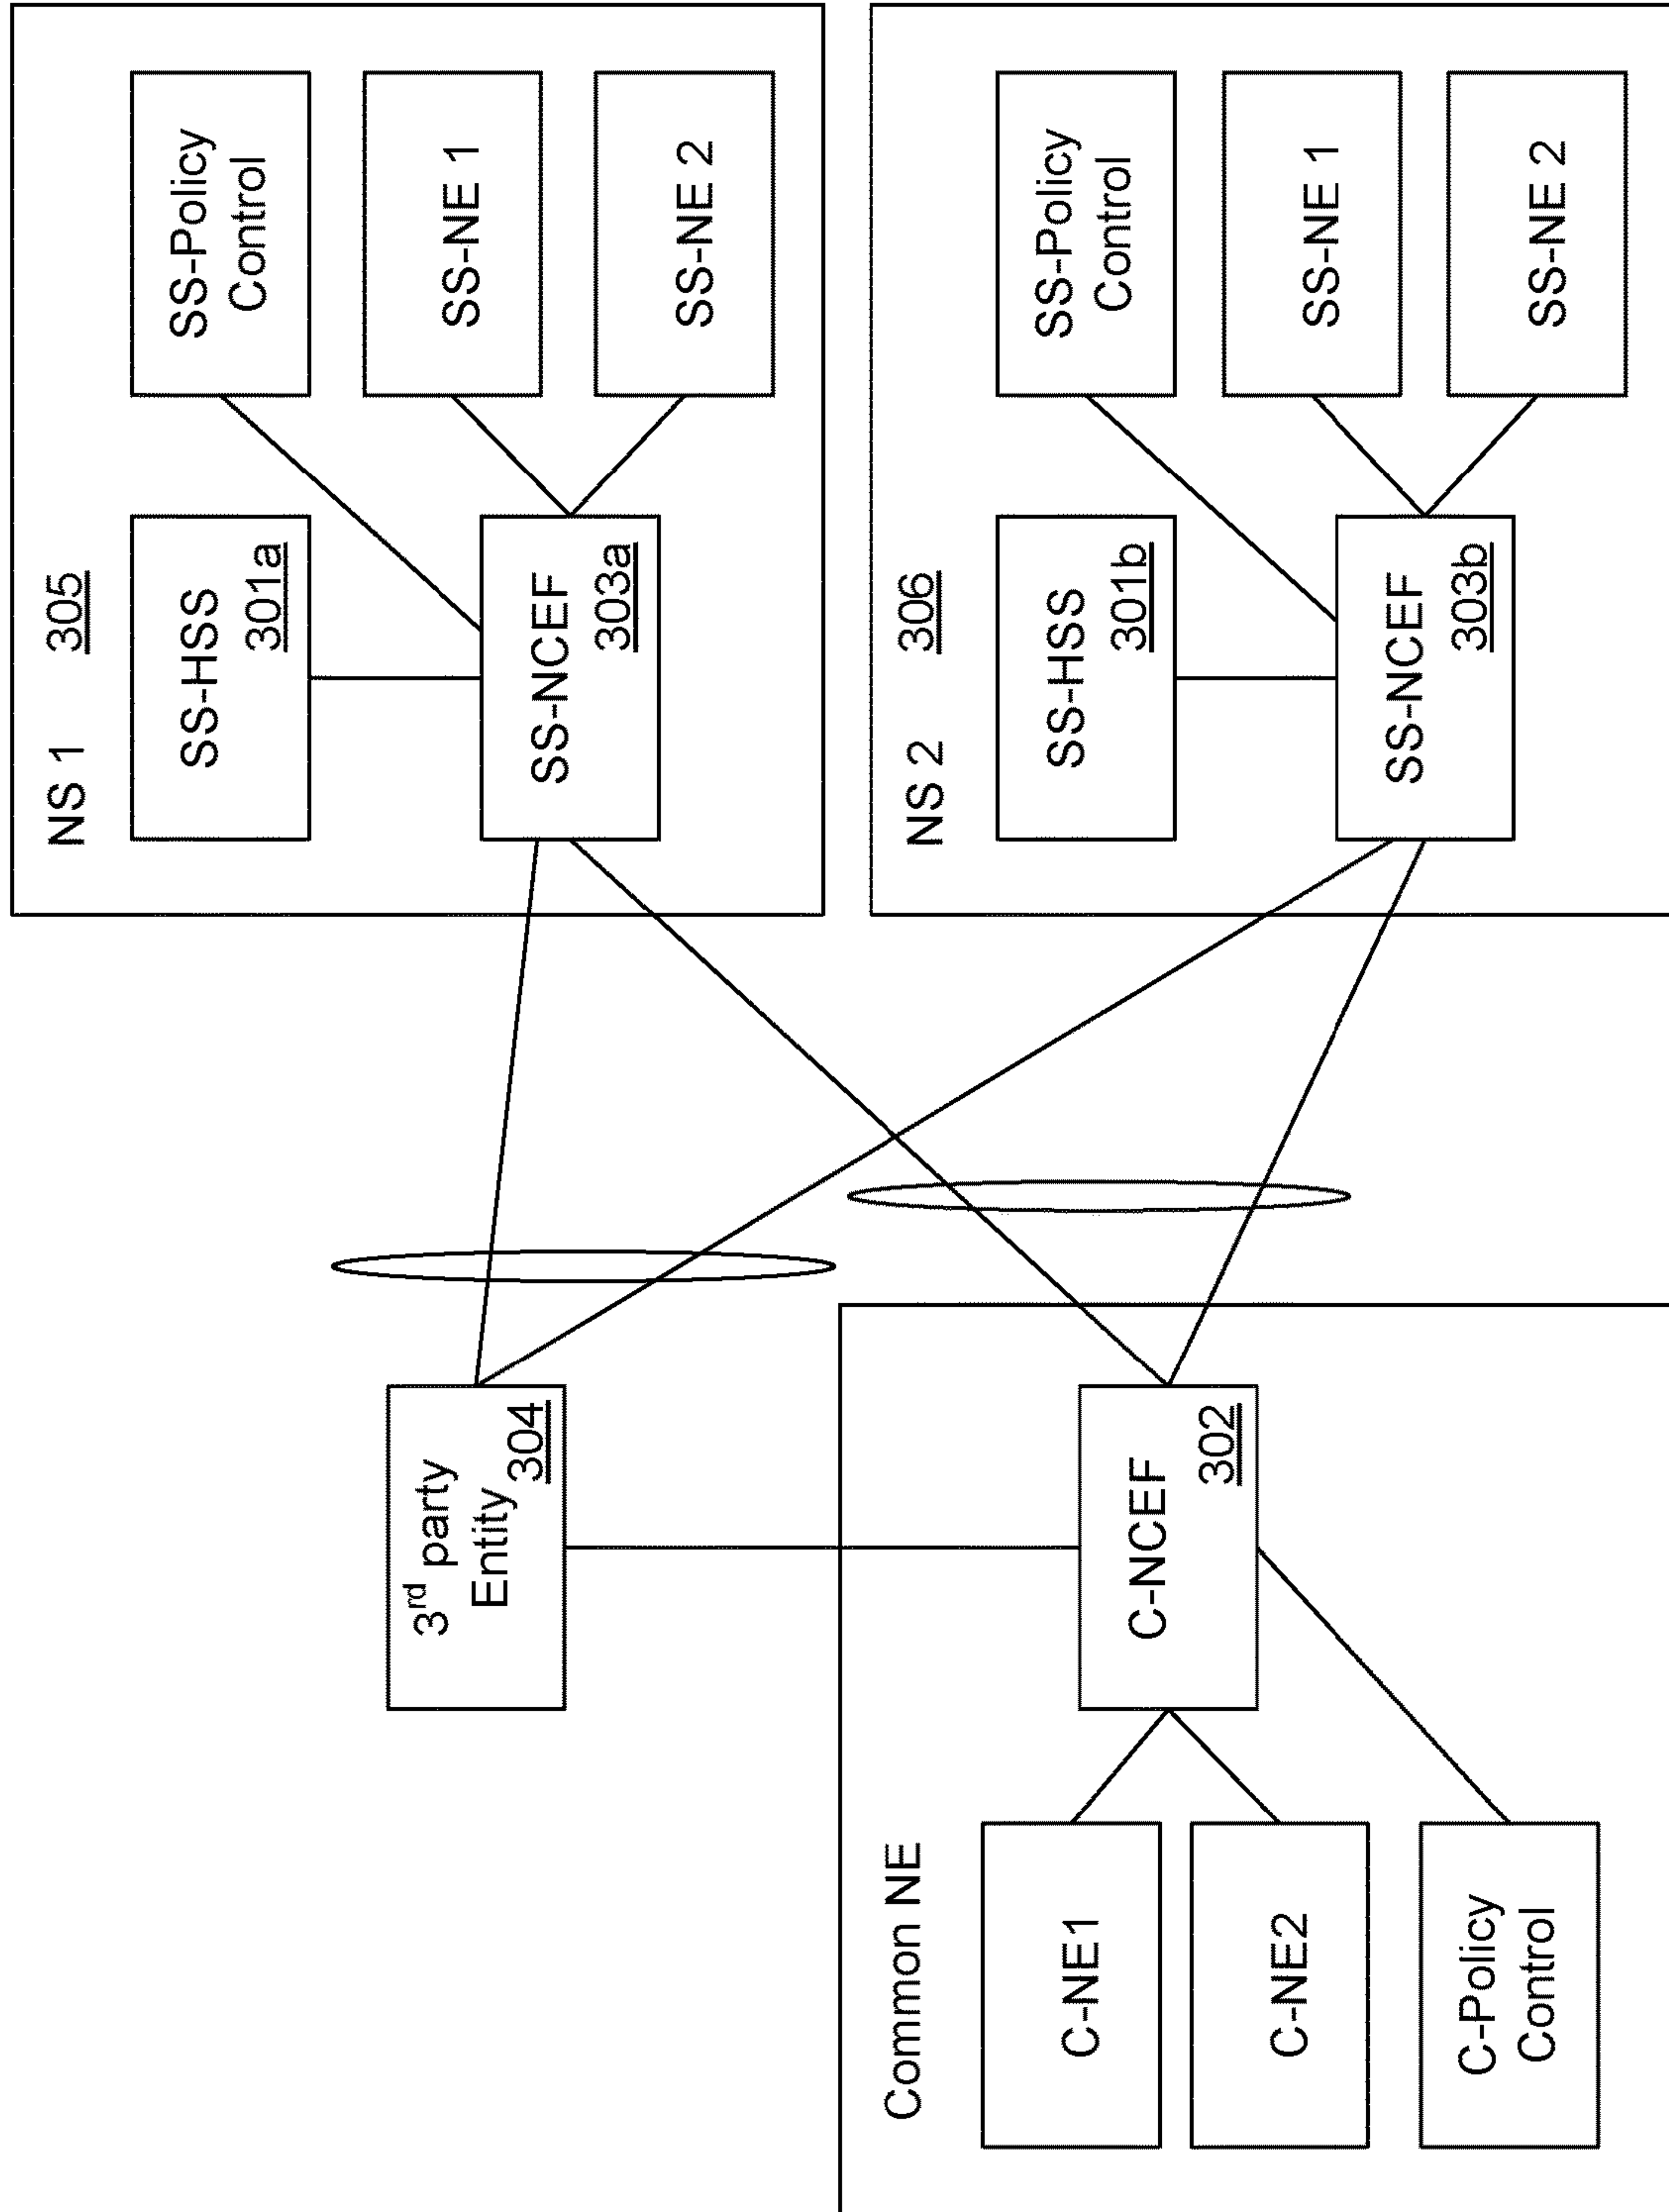 3rd party
Entity
304
Common NE
C-NE1
C-NE2
C-Policy
Control
C-NCEF
302
NS 1
305
SS-HSS
301a
SS-NCEF
303a
SS-Policy
Control
SS-NE 1
SS-NE 2
NS 2
306
SS-HSS
301b
SS-NCEF
303b
SS-Policy
Control
SS-NE 1
SS-NE 2